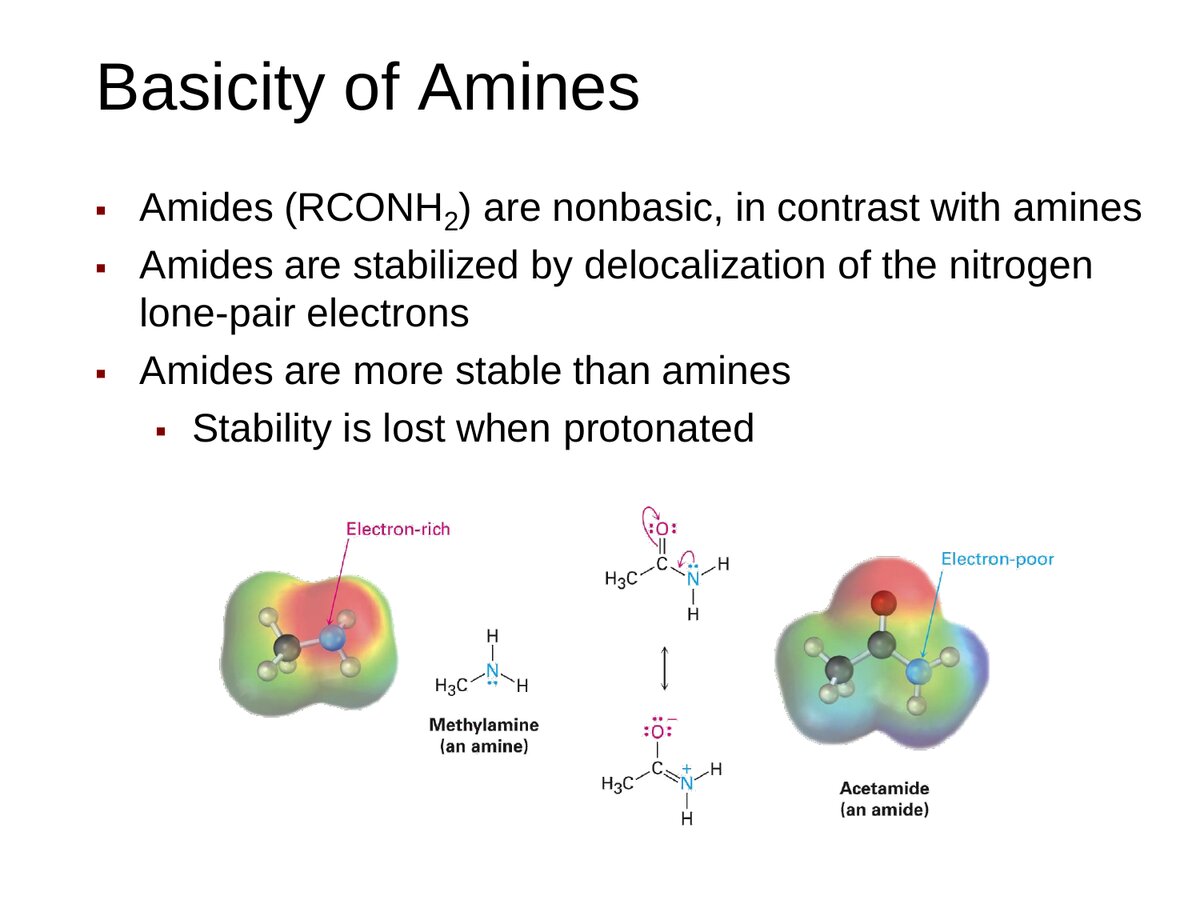 Basicity of Amines
▪ Amides (RCONH₂) are nonbasic, in contrast with amines
▪ Amides are stabilized by delocalization of the nitrogen
lone-pair electrons
▪ Amides are more stable than amines
▪ Stability is lost when protonated
Electron-rich
H
H₃C N H
Methylamine
(an amine)
:O:
H₃C C N H
H
:O:⁻
H₃C C N⁺ H
H
Electron-poor
Acetamide
(an amide)